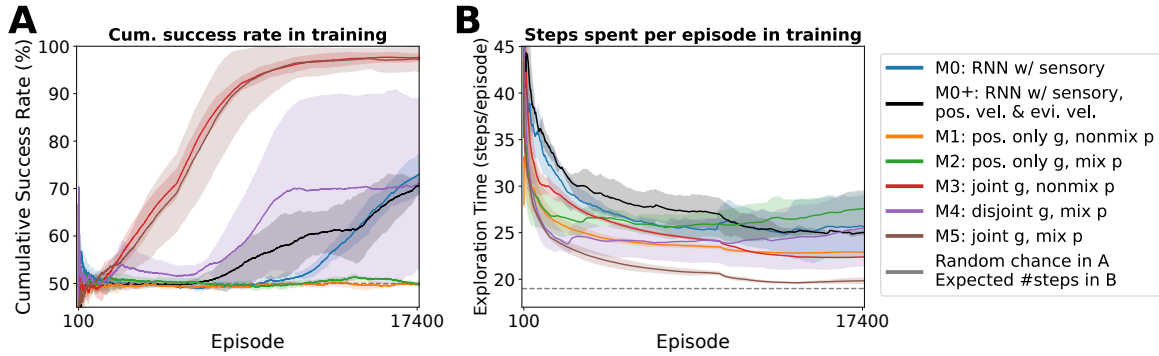 A
Cum. success rate in training
Cumulative Success Rate (%)
100
90
80
70
60
50
100
17400
Episode
B
Steps spent per episode in training
Exploration Time (steps/episode)
45
40
35
30
25
20
100
17400
Episode
M0: RNN w/ sensory
M0+: RNN w/ sensory,
pos. vel. & evi. vel.
M1: pos. only g, nonmix p
M2: pos. only g, mix p
M3: joint g, nonmix p
M4: disjoint g, mix p
M5: joint g, mix p
Random chance in A
Expected #steps in B